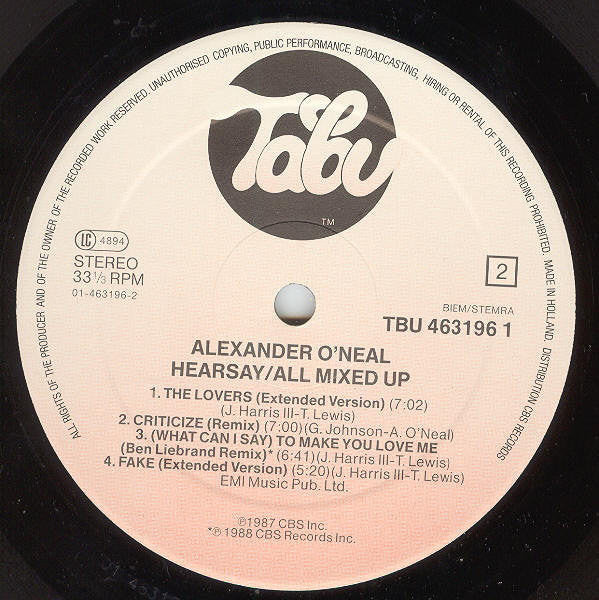 ALL RIGHTS OF THE PRODUCER AND OF THE OWNER OF THE RECORDED WORK RESERVED. UNAUTHORISED COPYING, PUBLIC PERFORMANCE, BROADCASTING, HIRING OR RENTAL OF THIS RECORDING PROHIBITED. MADE IN HOLLAND. DISTRIBUTION CBS RECORDS
Tabu
TM
LC 4894
STEREO
33 1/3 RPM
01-463196-2
2
BIEM/STEMRA
TBU 463196 1
ALEXANDER O'NEAL
HEARSAY/ALL MIXED UP
1. THE LOVERS (Extended Version) (7:02)
(J. Harris III-T. Lewis)
2. CRITICIZE (Remix) (7:00)(G. Johnson-A. O'Neal)
3. (WHAT CAN I SAY) TO MAKE YOU LOVE ME
(Ben Liebrand Remix)* (6:41)(J. Harris III-T. Lewis)
4. FAKE (Extended Version) (5:20)(J. Harris III-T. Lewis)
EMI Music Pub. Ltd.
℗1987 CBS Inc.
*℗1988 CBS Records Inc.